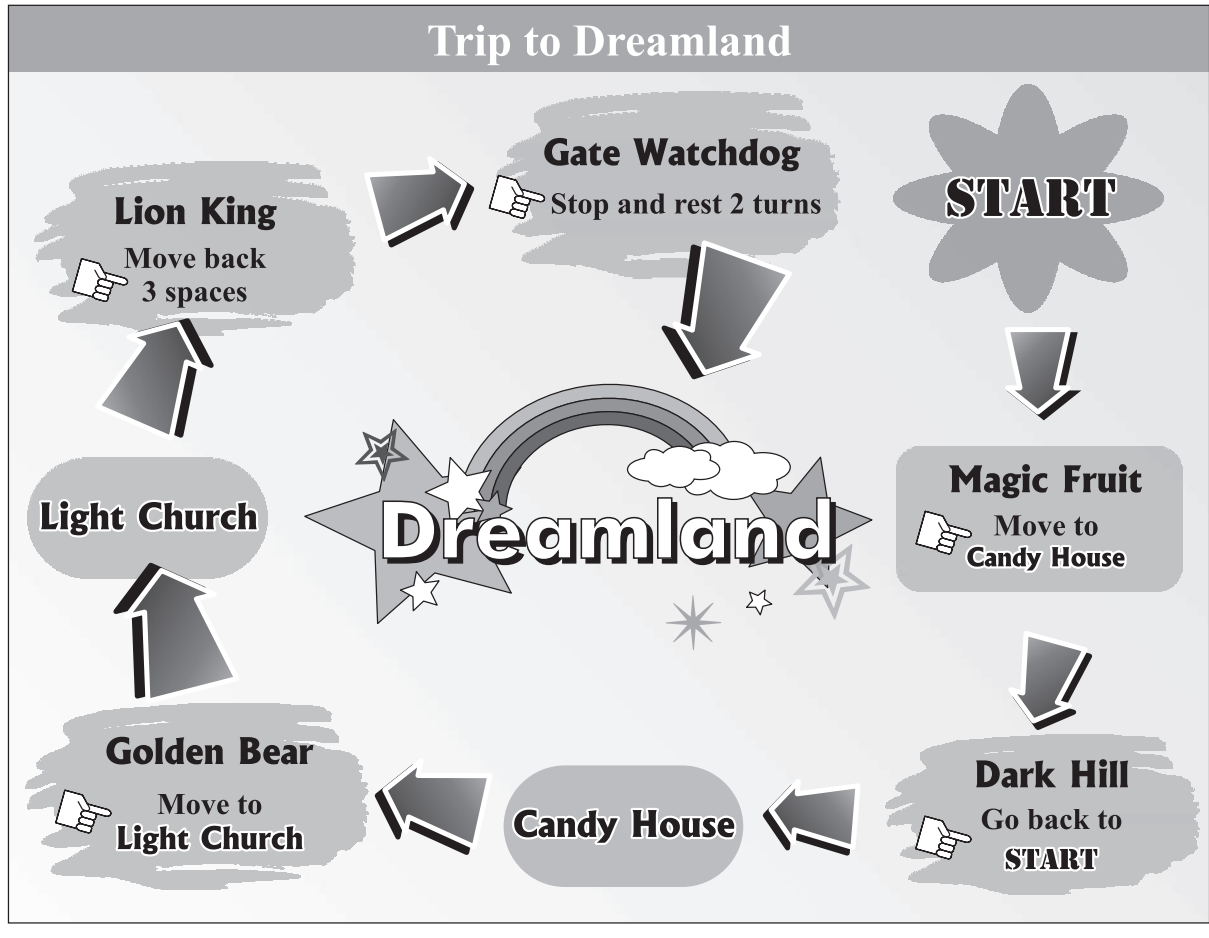 Trip to Dreamland
START
Magic Fruit
Move to
Candy House
Dark Hill
Go back to
START
Candy House
Golden Bear
Move to
Light Church
Light Church
Lion King
Move back
3 spaces
Gate Watchdog
Stop and rest 2 turns
Dreamland